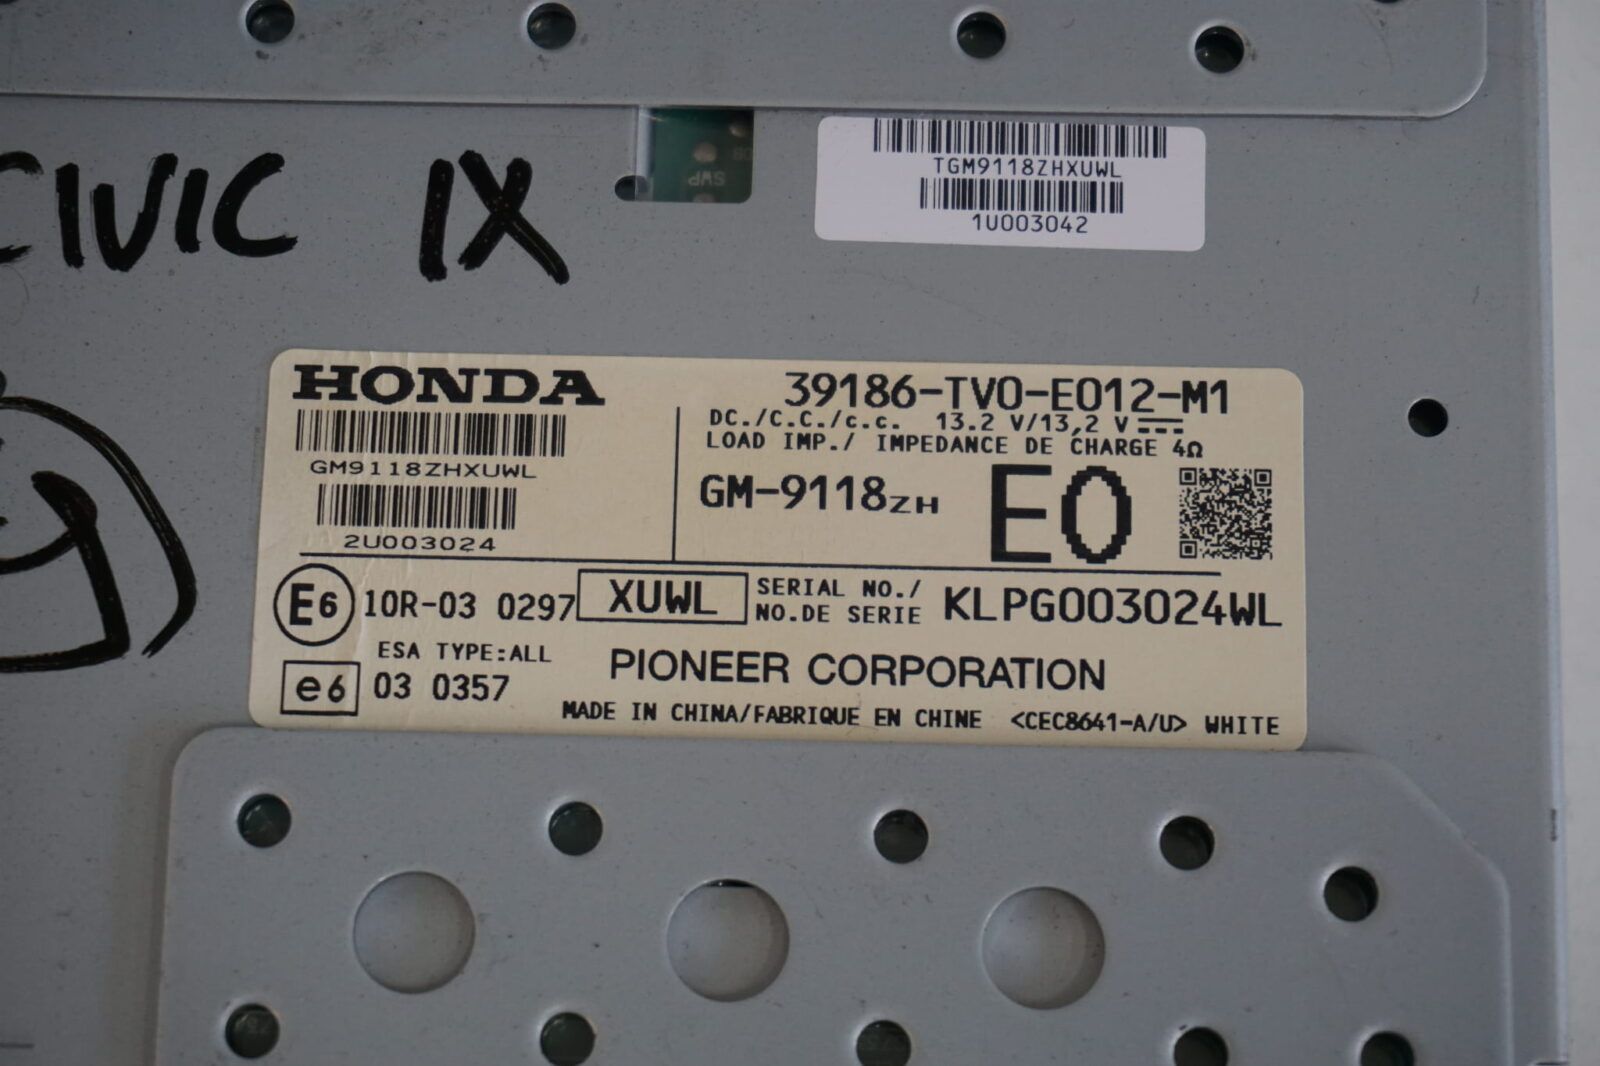 CIVIC IX
TGM9118ZHXUWL
1U003042
HONDA
39186-TV0-E012-M1
DC./C.C./c.c. 13.2 V/13,2 V
LOAD IMP./ IMPEDANCE DE CHARGE 4Ω
GM9118ZHXUWL
GM-9118ZH
E0
2U003024
E6 10R-03 0297 XUWL SERIAL NO./ NO.DE SERIE KLPG003024WL
ESA TYPE:ALL
PIONEER CORPORATION
e6 03 0357
MADE IN CHINA/FABRIQUE EN CHINE <CEC8641-A/U> WHITE